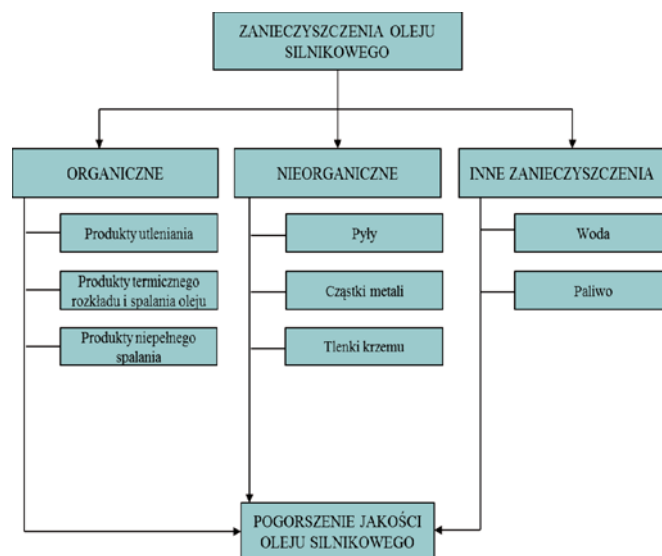 ZANIECZYSZCZENIA OLEJU
SILNIKOWEGO
ORGANICZNE
NIEORGANICZNE
INNE ZANIECZYSZCZENIA
Produkty utleniania
Produkty termicznego
rozkładu i spalania oleju
Produkty niepełnego
spalania
Pyły
Cząstki metali
Tlenki krzemu
Woda
Paliwo
POGORSZENIE JAKOŚCI
OLEJU SILNIKOWEGO